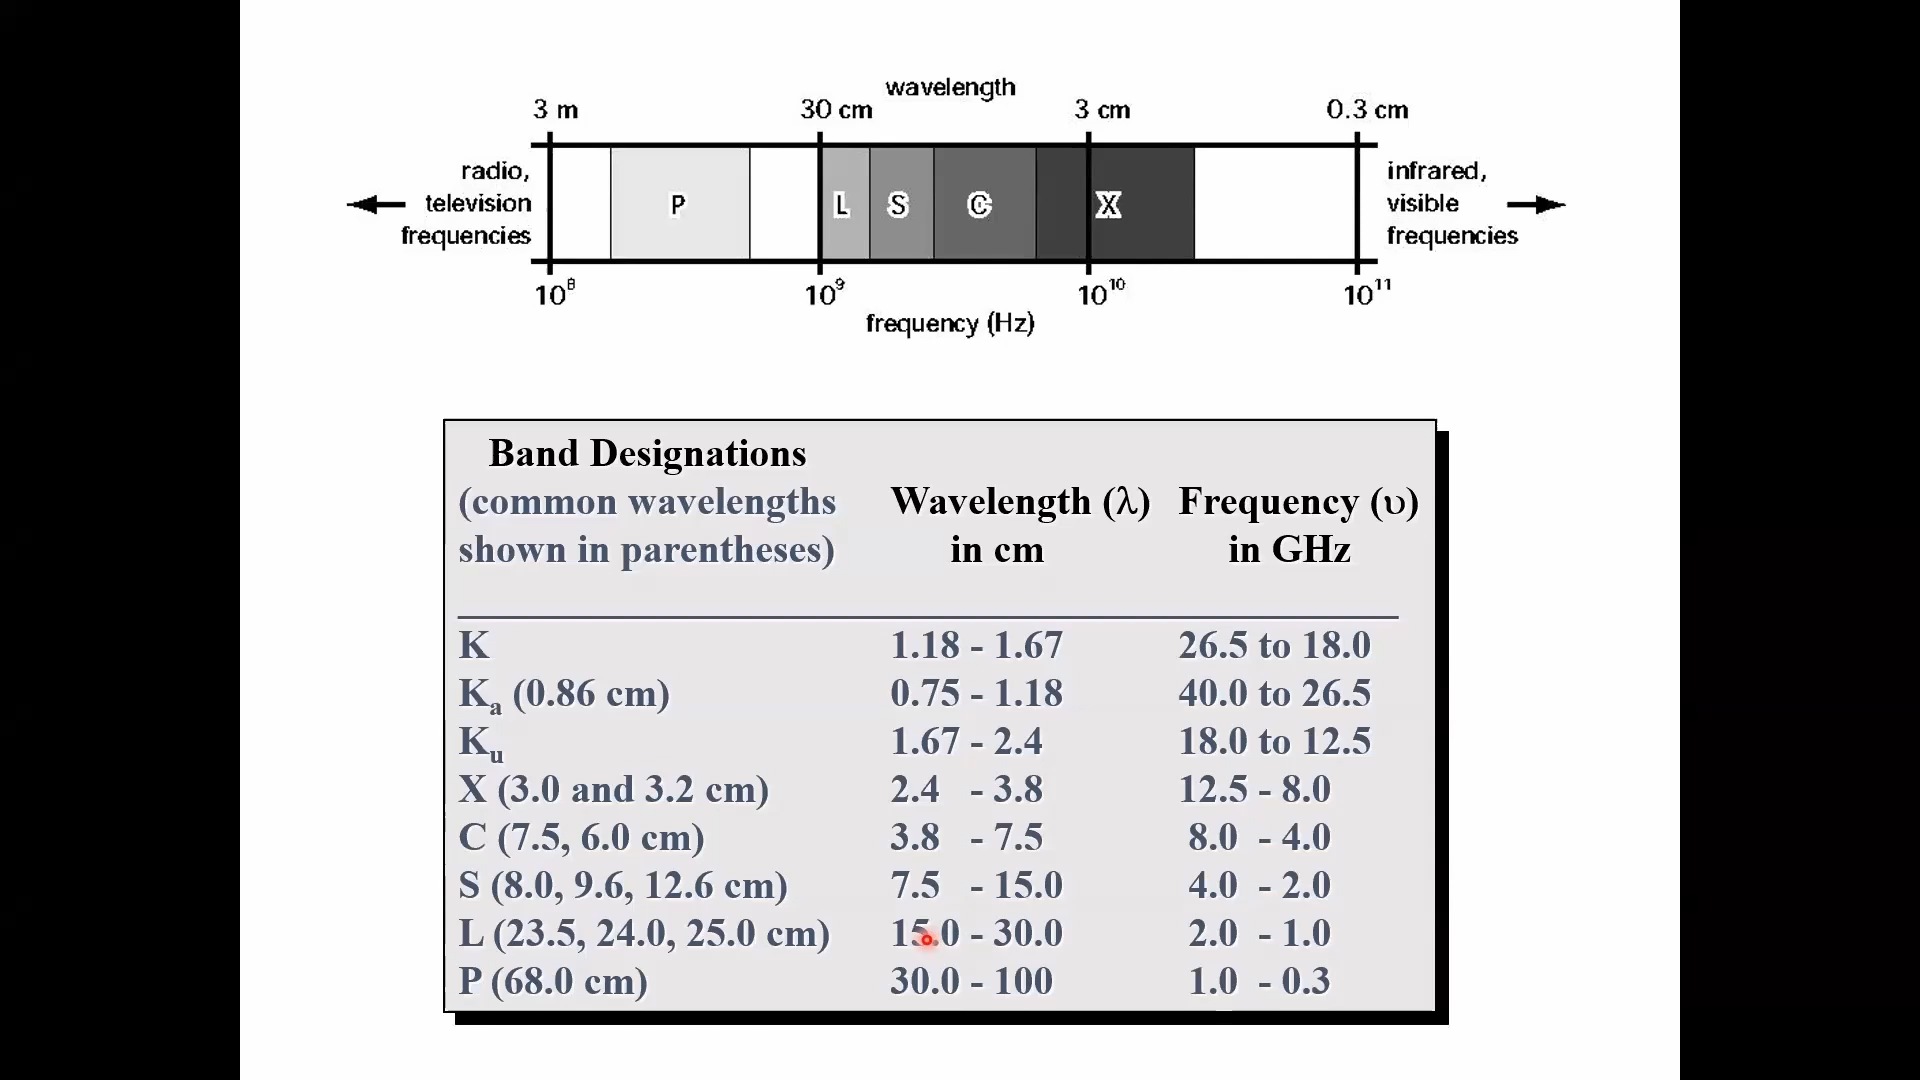 wavelength
3 m 30 cm 3 cm 0.3 cm
radio,
television
frequencies
P L S C X
infrared,
visible
frequencies
10⁸ 10⁹ 10¹⁰ 10¹¹
frequency (Hz)
Band Designations
(common wavelengths Wavelength (λ) Frequency (υ)
shown in parentheses) in cm in GHz
K 1.18 - 1.67 26.5 to 18.0
Kₐ (0.86 cm) 0.75 - 1.18 40.0 to 26.5
Kᵤ 1.67 - 2.4 18.0 to 12.5
X (3.0 and 3.2 cm) 2.4 - 3.8 12.5 - 8.0
C (7.5, 6.0 cm) 3.8 - 7.5 8.0 - 4.0
S (8.0, 9.6, 12.6 cm) 7.5 - 15.0 4.0 - 2.0
L (23.5, 24.0, 25.0 cm) 15.0 - 30.0 2.0 - 1.0
P (68.0 cm) 30.0 - 100 1.0 - 0.3